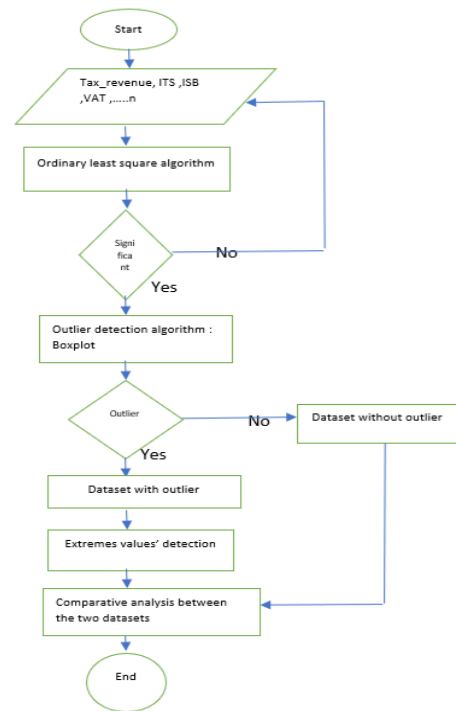 Start
Tax_revenue, ITS ,ISB
,VAT ,.....n
Ordinary least square algorithm
Signi
fica
nt
No
Yes
Outlier detection algorithm :
Boxplot
Outlier
No
Dataset without outlier
Yes
Dataset with outlier
Extremes values’ detection
Comparative analysis between
the two datasets
End